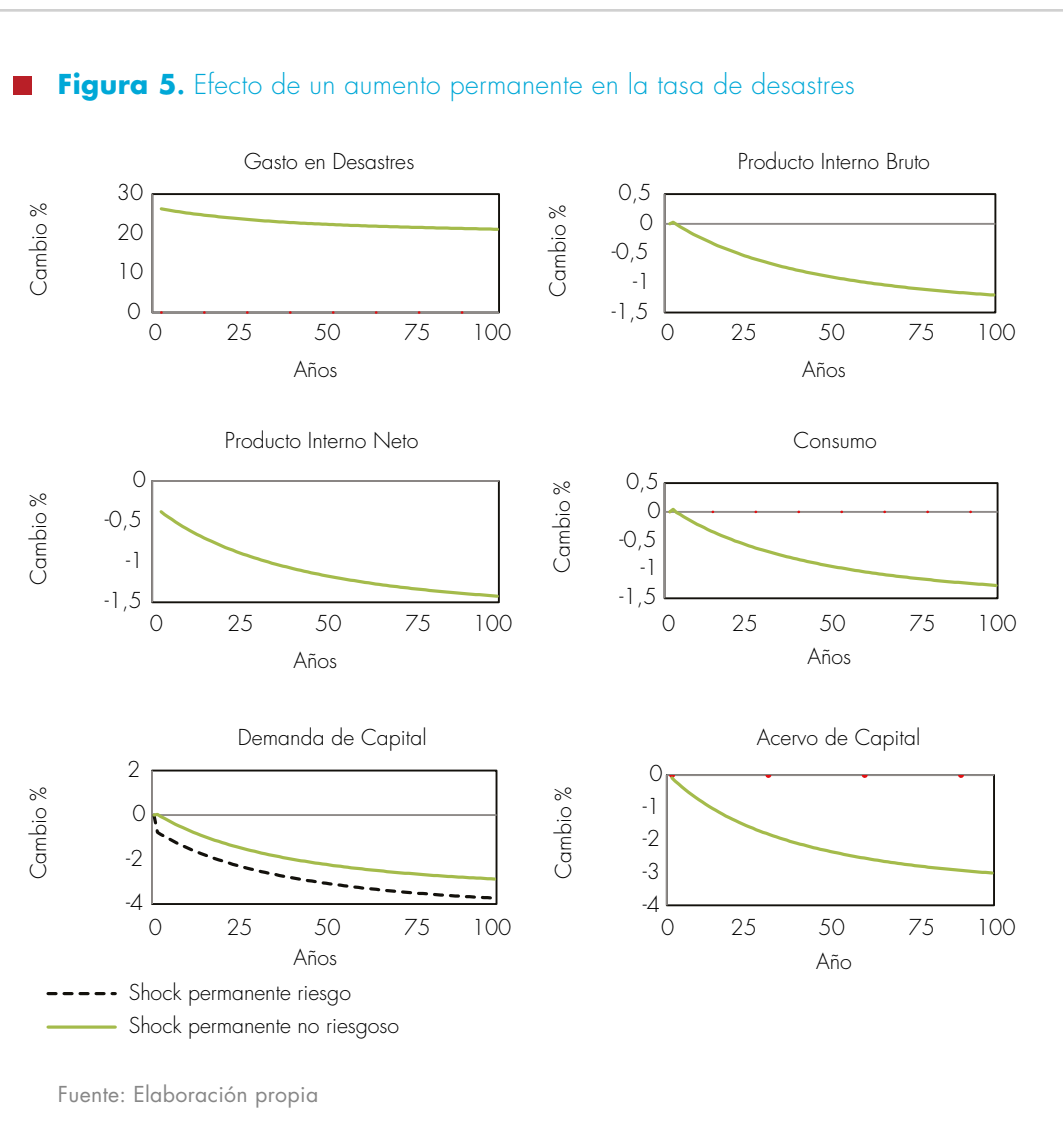 Figura 5. Efecto de un aumento permanente en la tasa de desastres
Gasto en Desastres
Cambio %
30
20
10
0
0 25 50 75 100
Años
Producto Interno Bruto
Cambio %
0,5
0
-0,5
-1
-1,5
0 25 50 75 100
Años
Producto Interno Neto
Cambio %
0
-0,5
-1
-1,5
0 25 50 75 100
Años
Consumo
Cambio %
0,5
0
-0,5
-1
-1,5
0 25 50 75 100
Años
Demanda de Capital
Cambio %
2
0
-2
-4
0 25 50 75 100
Años
Acervo de Capital
Cambio %
0
-1
-2
-3
-4
0 25 50 75 100
Año
Shock permanente riesgo
Shock permanente no riesgoso
Fuente: Elaboración propia